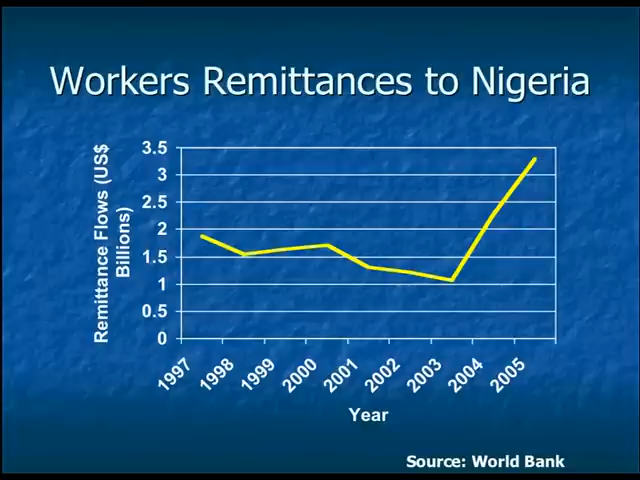 Workers Remittances to Nigeria
Remittance Flows (US$
Billions)
3.5
3
2.5
2
1.5
1
0.5
0
1997 1998 1999 2000 2001 2002 2003 2004 2005
Year
Source: World Bank